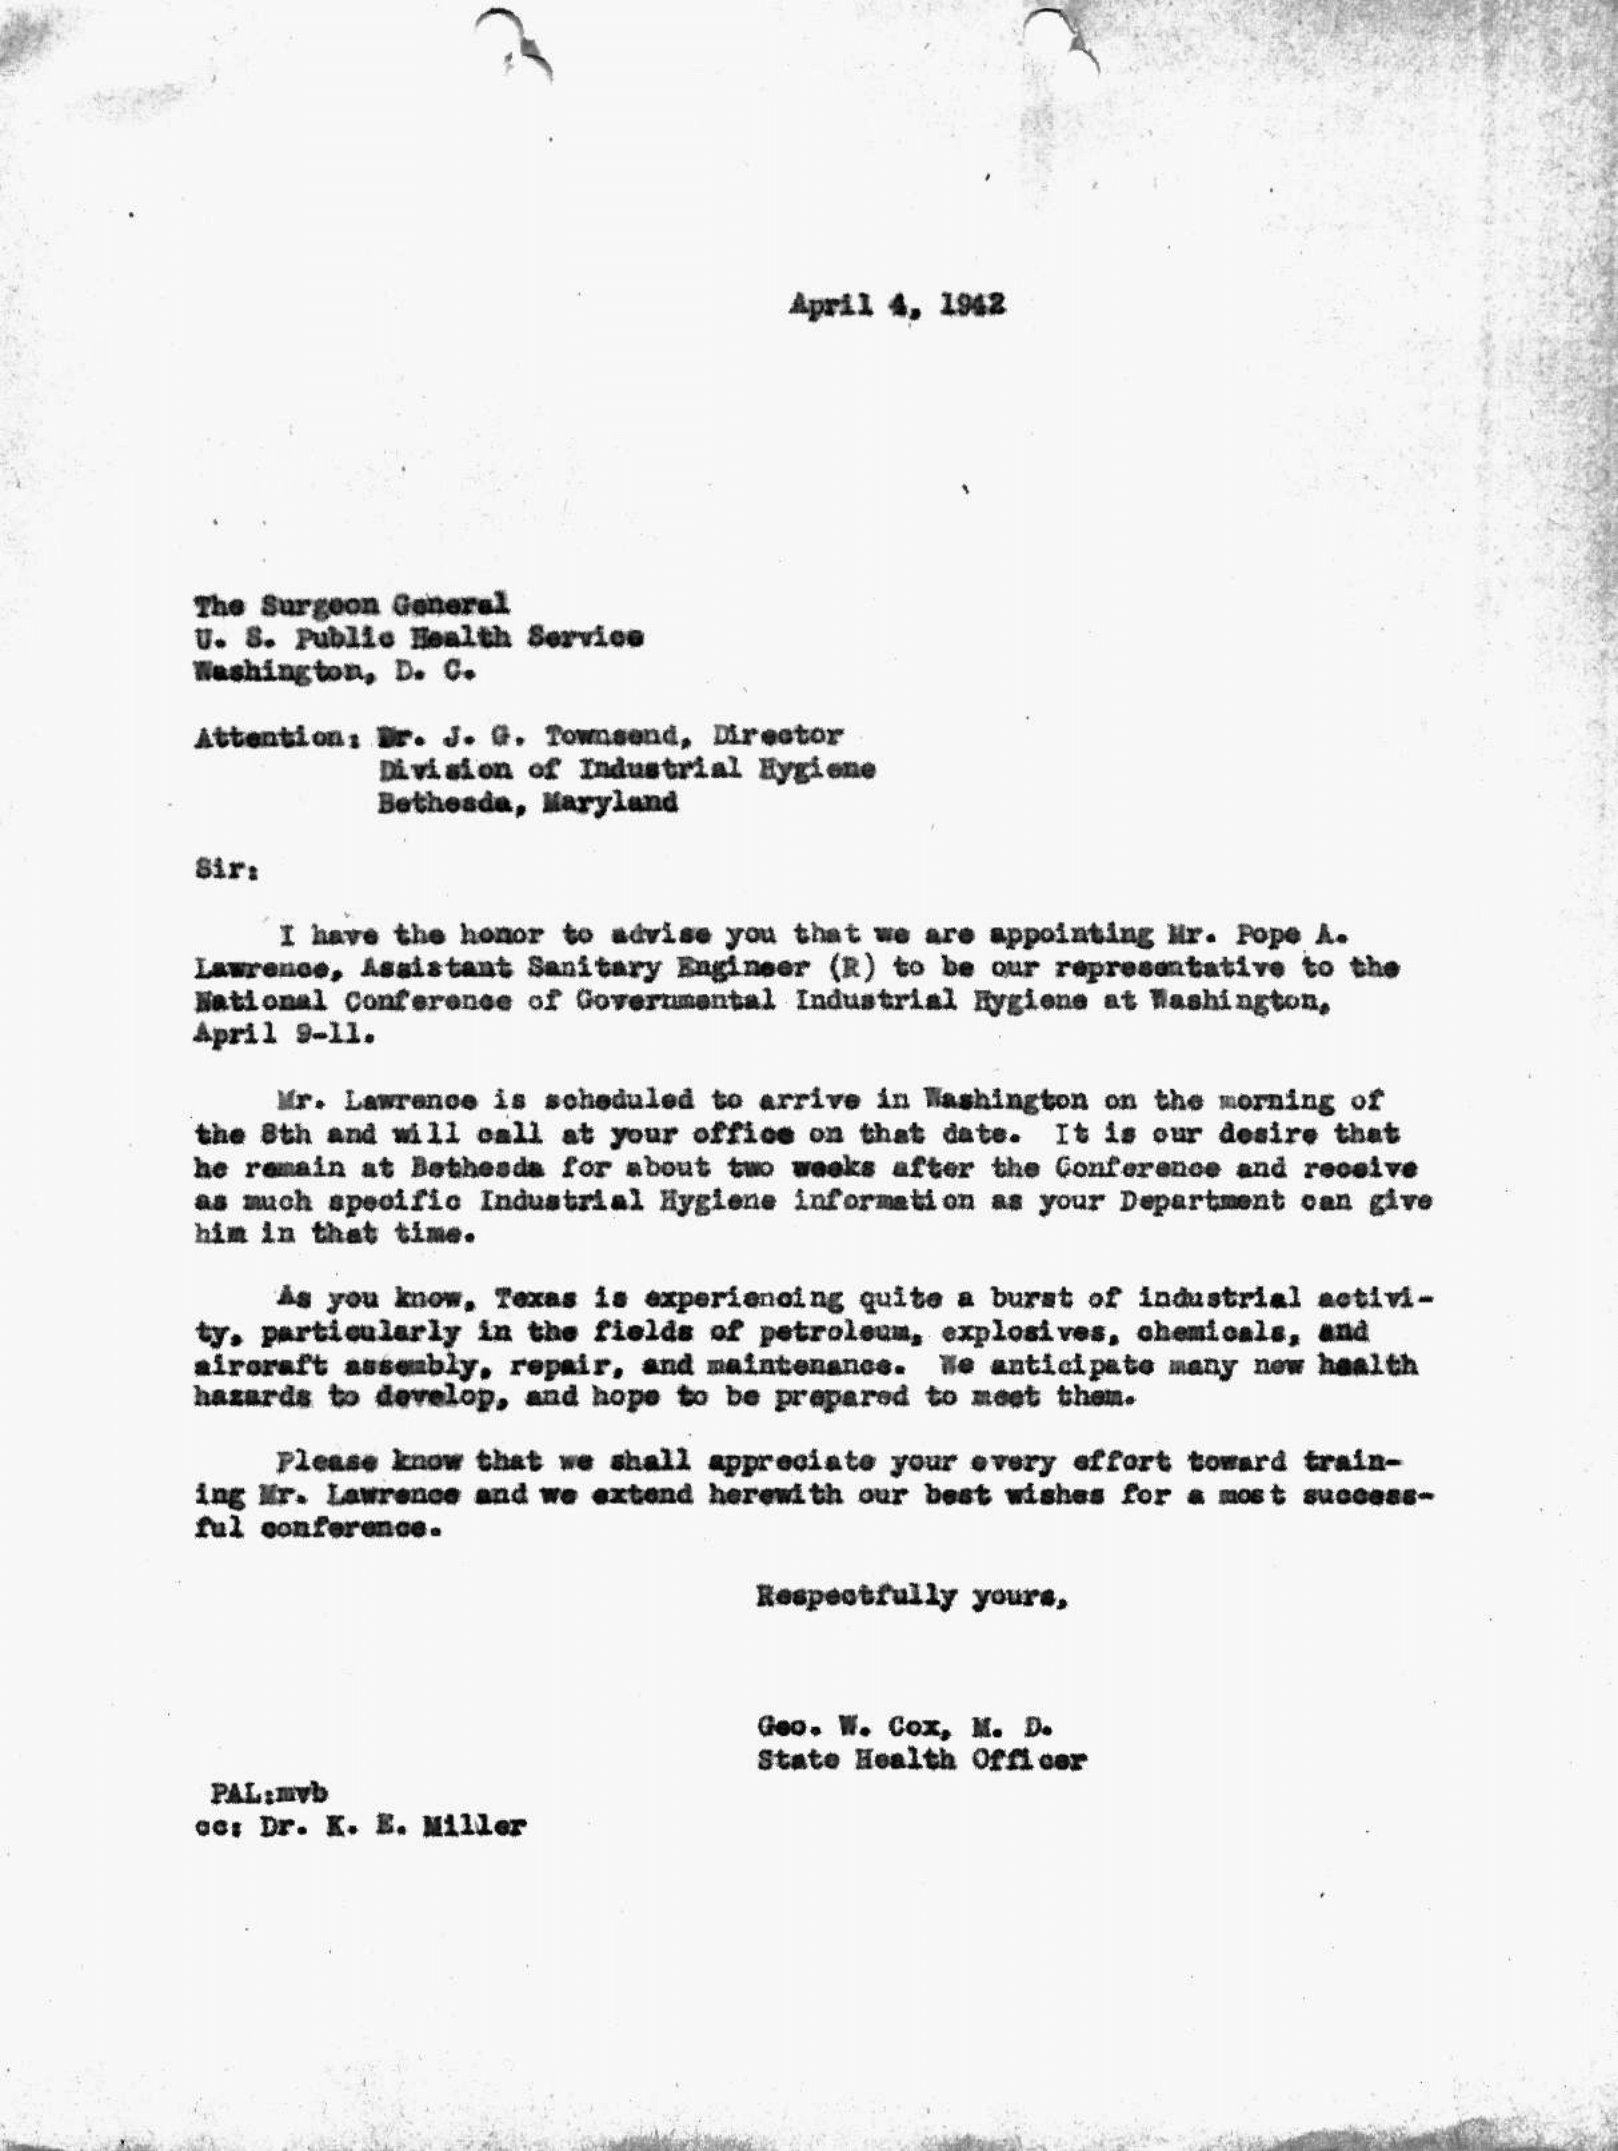 April 4, 1942
The Surgeon General
U. S. Public Health Service
Washington, D. C.
Attention: Dr. J. G. Townsend, Director
Division of Industrial Hygiene
Bethesda, Maryland
Sir:
I have the honor to advise you that we are appointing Mr. Pope A.
Lawrence, Assistant Sanitary Engineer (R) to be our representative to the
National Conference of Governmental Industrial Hygiene at Washington,
April 9-11.
Mr. Lawrence is scheduled to arrive in Washington on the morning of
the 8th and will call at your office on that date. It is our desire that
he remain at Bethesda for about two weeks after the Conference and receive
as much specific Industrial Hygiene information as your Department can give
him in that time.
As you know, Texas is experiencing quite a burst of industrial activi-
ty, particularly in the fields of petroleum, explosives, chemicals, and
aircraft assembly, repair, and maintenance. We anticipate many new health
hazards to develop, and hope to be prepared to meet them.
Please know that we shall appreciate your every effort toward train-
ing Mr. Lawrence and we extend herewith our best wishes for a most success-
ful conference.
Respectfully yours,
Geo. W. Cox, M. D.
State Health Officer
PAL:mvb
cc: Dr. K. E. Miller